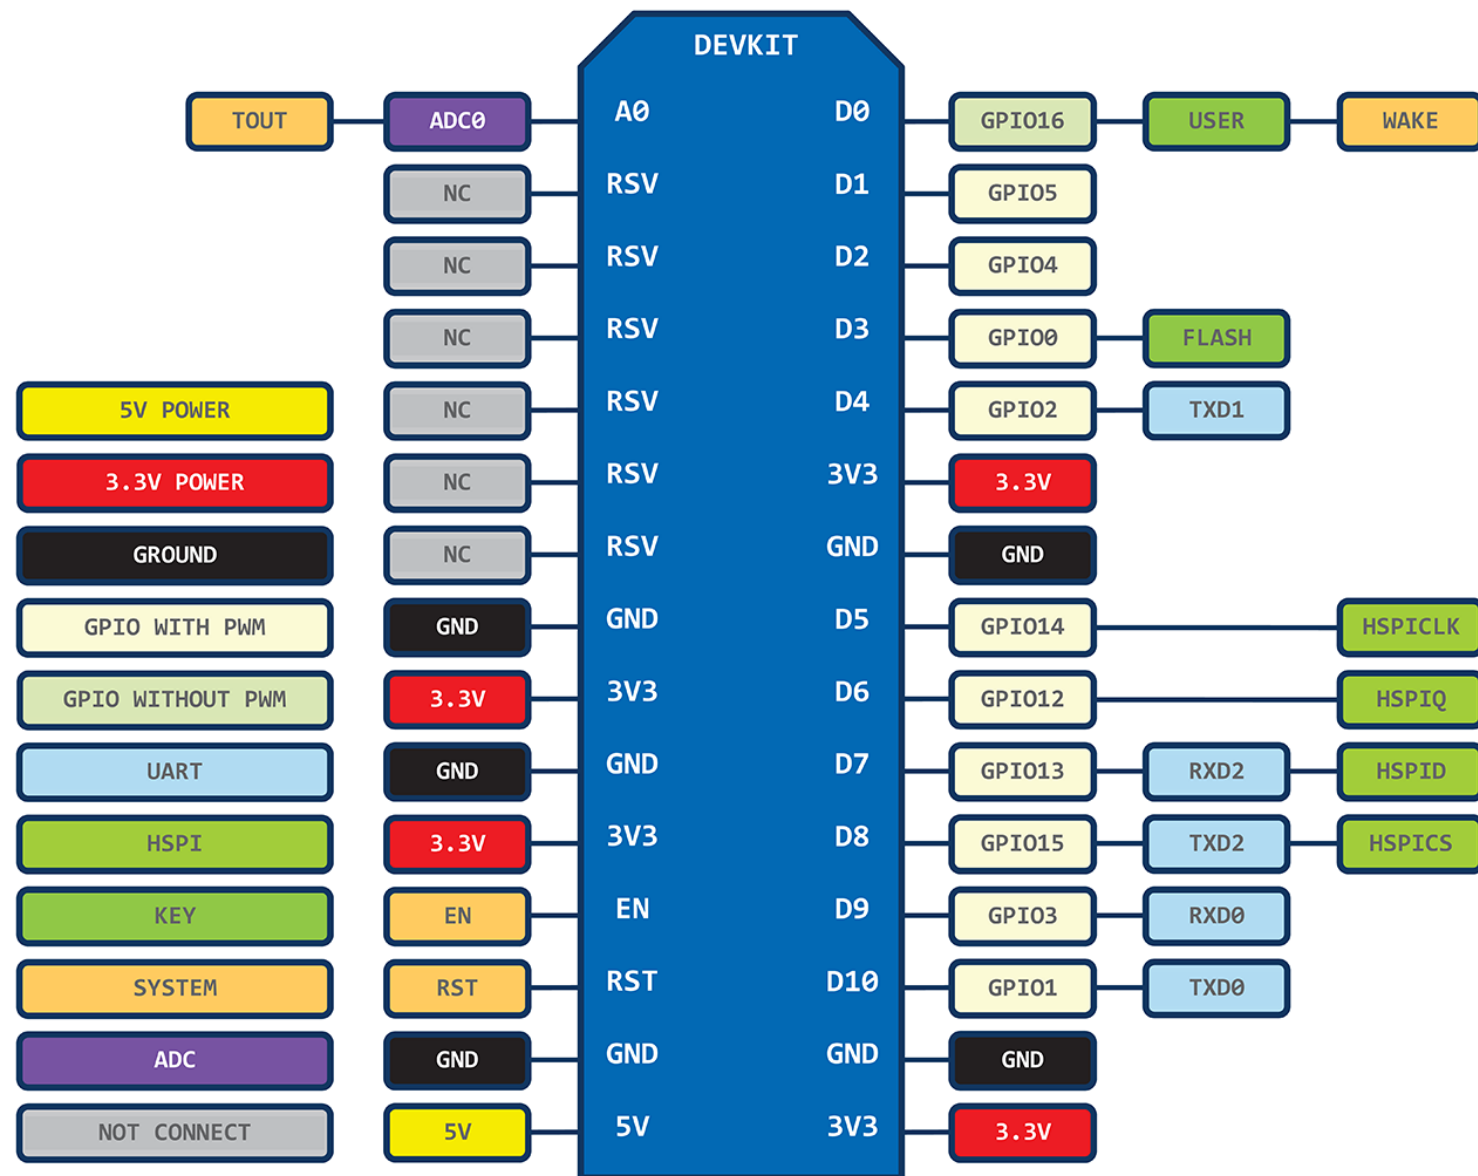 DEVKIT
TOUT ADC0 A0 D0 GPIO16 USER WAKE
NC RSV D1 GPIO5
NC RSV D2 GPIO4
NC RSV D3 GPIO0 FLASH
5V POWER NC RSV D4 GPIO2 TXD1
3.3V POWER NC RSV 3V3 3.3V
GROUND NC RSV GND GND
GPIO WITH PWM GND GND D5 GPIO14 HSPICLK
GPIO WITHOUT PWM 3.3V 3V3 D6 GPIO12 HSPIQ
UART GND GND D7 GPIO13 RXD2 HSPID
HSPI 3.3V 3V3 D8 GPIO15 TXD2 HSPICS
KEY EN EN D9 GPIO3 RXD0
SYSTEM RST RST D10 GPIO1 TXD0
ADC GND GND GND GND
NOT CONNECT 5V 5V 3V3 3.3V